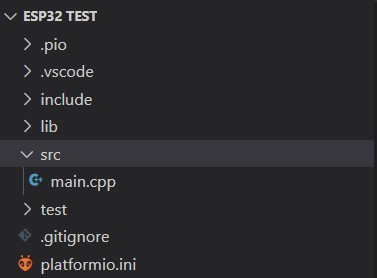 ESP32 TEST
.pio
.vscode
include
lib
src
main.cpp
test
.gitignore
platformio.ini